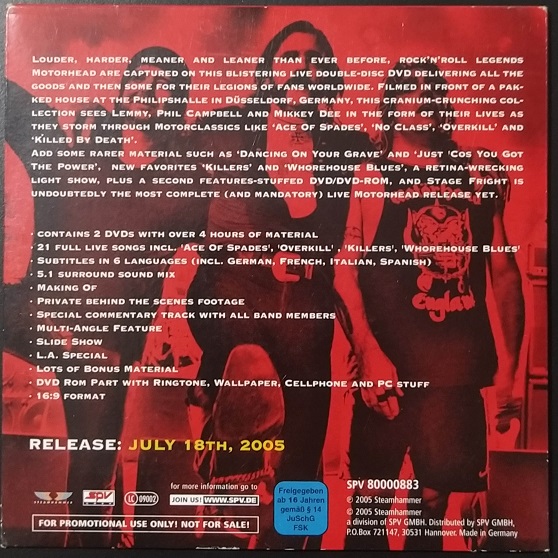 Louder, harder, meaner and leaner than ever before, rock'n'roll legends
Motorhead are captured on this blistering live double-disc DVD delivering all the
goods and then some for their legions of fans worldwide. Filmed in front of a pak-
ked house at the Philipshalle in Düsseldorf, Germany, this cranium-crunching col-
lection sees Lemmy, Phil Campbell and Mikkey Dee in the form of their lives as
they storm through Motorclassics like 'Ace Of Spades', 'No Class', 'Overkill' and
'Killed By Death'.
Add some rarer material such as 'Dancing On Your Grave' and 'Just 'Cos You Got
The Power', new favorites 'Killers' and 'Whorehouse Blues', a retina-wrecking
light show, plus a second features-stuffed DVD/DVD-ROM, and Stage Fright is
undoubtedly the most complete (and mandatory) live Motorhead release yet.
· contains 2 DVDs with over 4 hours of material
· 21 full live songs incl. 'Ace Of Spades', 'Overkill' , 'Killers', 'Whorehouse Blues'
· Subtitles in 6 languages (incl. German, French, Italian, Spanish)
· 5.1 surround sound mix
· Making Of
· Private behind the scenes footage
· Special commentary track with all band members
· Multi-Angle Feature
· Slide Show
· L.A. Special
· Lots of Bonus Material
· DVD Rom Part with Ringtone, Wallpaper, Cellphone and PC stuff
· 16:9 format
England
RELEASE: JULY 18TH, 2005
STEAMHAMMER
SPV
LC 09002
for more information go to
JOIN US! WWW.SPV.DE
FOR PROMOTIONAL USE ONLY! NOT FOR SALE!
Freigegeben
ab 16 Jahren
gemäß § 14
JuSchG
FSK
SPV 80000883
℗ 2005 Steamhammer
© 2005 Steamhammer
a division of SPV GMBH. Distributed by SPV GMBH,
P.O.Box 721147, 30531 Hannover. Made in Germany